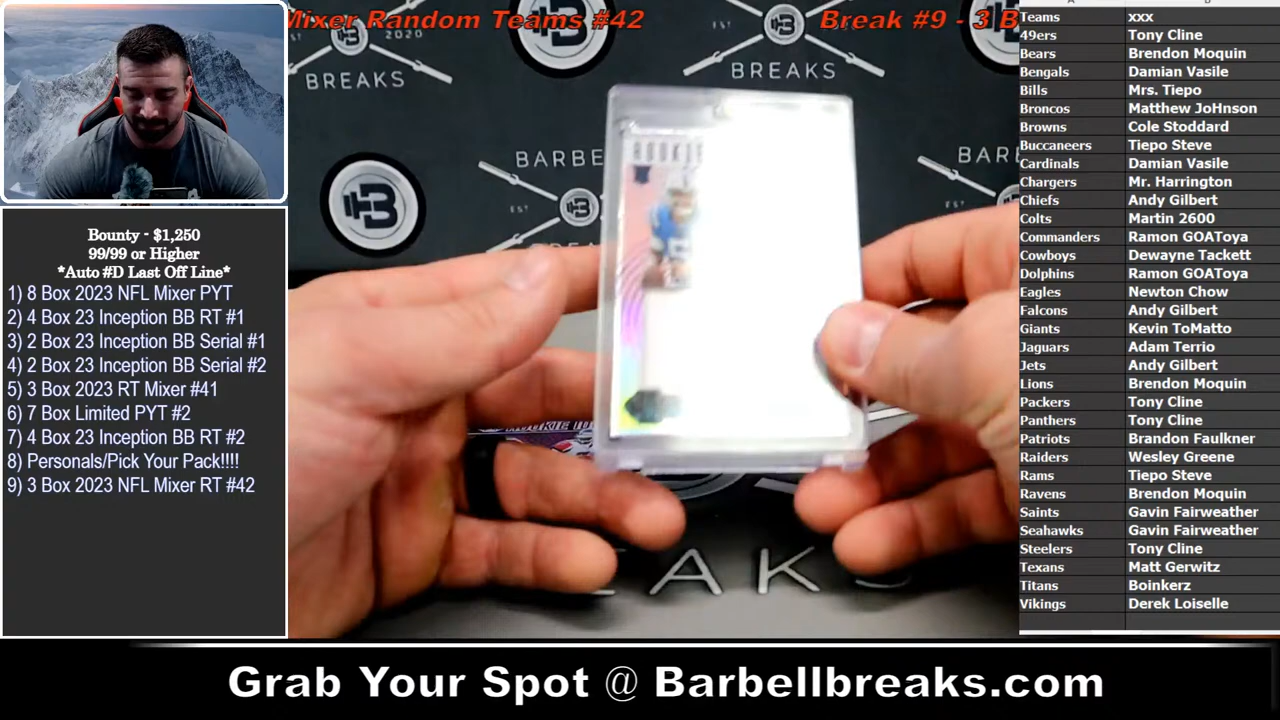 Mixer Random Teams #42
Break #9 - 3 B
2020
BREAKS
BREAKS
BARBE
BAR
EST
EST
ROOKIE
Bounty - $1,250
99/99 or Higher
*Auto #D Last Off Line*
1) 8 Box 2023 NFL Mixer PYT
2) 4 Box 23 Inception BB RT #1
3) 2 Box 23 Inception BB Serial #1
4) 2 Box 23 Inception BB Serial #2
5) 3 Box 2023 RT Mixer #41
6) 7 Box Limited PYT #2
7) 4 Box 23 Inception BB RT #2
8) Personals/Pick Your Pack!!!!
9) 3 Box 2023 NFL Mixer RT #42
Teams xxx
49ers Tony Cline
Bears Brendon Moquin
Bengals Damian Vasile
Bills Mrs. Tiepo
Broncos Matthew JoHnson
Browns Cole Stoddard
Buccaneers Tiepo Steve
Cardinals Damian Vasile
Chargers Mr. Harrington
Chiefs Andy Gilbert
Colts Martin 2600
Commanders Ramon GOAToya
Cowboys Dewayne Tackett
Dolphins Ramon GOAToya
Eagles Newton Chow
Falcons Andy Gilbert
Giants Kevin ToMatto
Jaguars Adam Terrio
Jets Andy Gilbert
Lions Brendon Moquin
Packers Tony Cline
Panthers Tony Cline
Patriots Brandon Faulkner
Raiders Wesley Greene
Rams Tiepo Steve
Ravens Brendon Moquin
Saints Gavin Fairweather
Seahawks Gavin Fairweather
Steelers Tony Cline
Texans Matt Gerwitz
Titans Boinkerz
Vikings Derek Loiselle
EAKS
Grab Your Spot @ Barbellbreaks.com